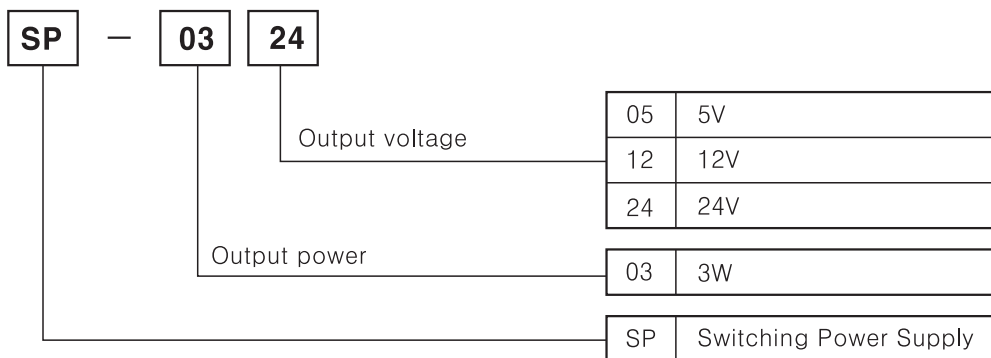 SP – 03 24
05 5V
Output voltage
12 12V
24 24V
Output power
03 3W
SP Switching Power Supply